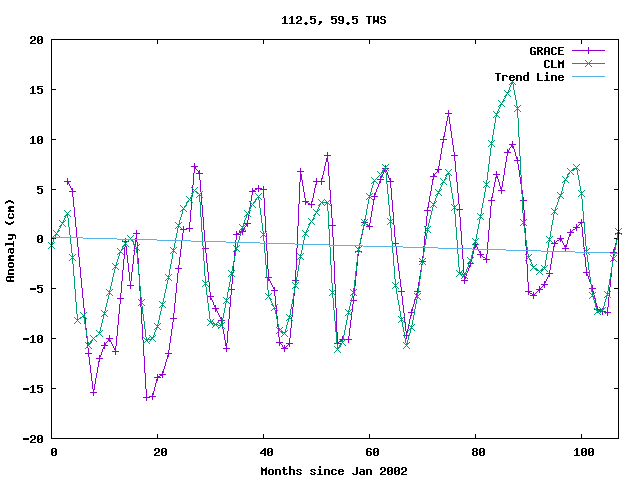 112.5, 59.5 TWS
GRACE
CLM
Trend Line
20
15
10
5
0
-5
-10
-15
-20
Anomaly (cm)
0 20 40 60 80 100
Months since Jan 2002